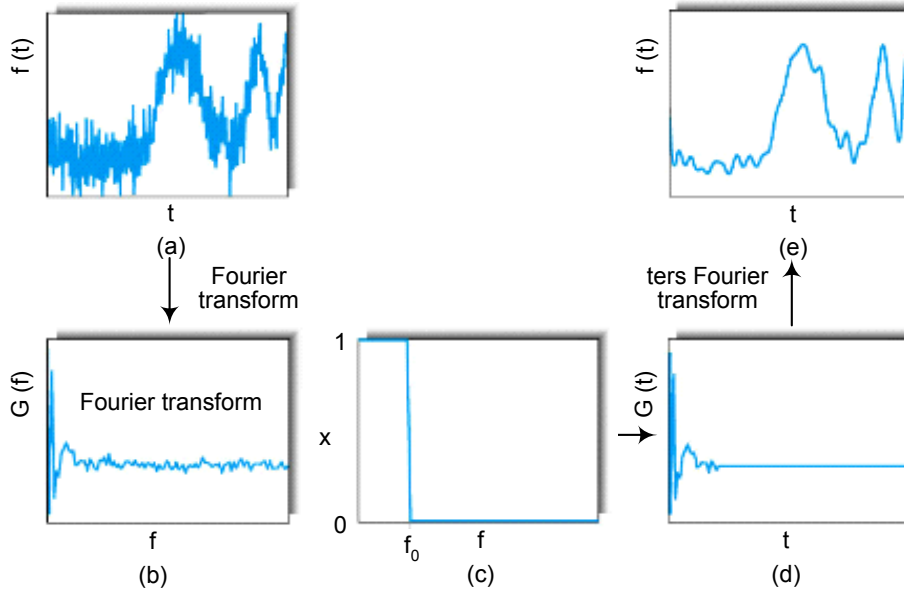 f (t)
t
(a)
Fourier
transform
G (f)
Fourier transform
f
(b)
x
1
0
f₀
f
(c)
G (t)
t
(d)
ters Fourier
transform
f (t)
t
(e)